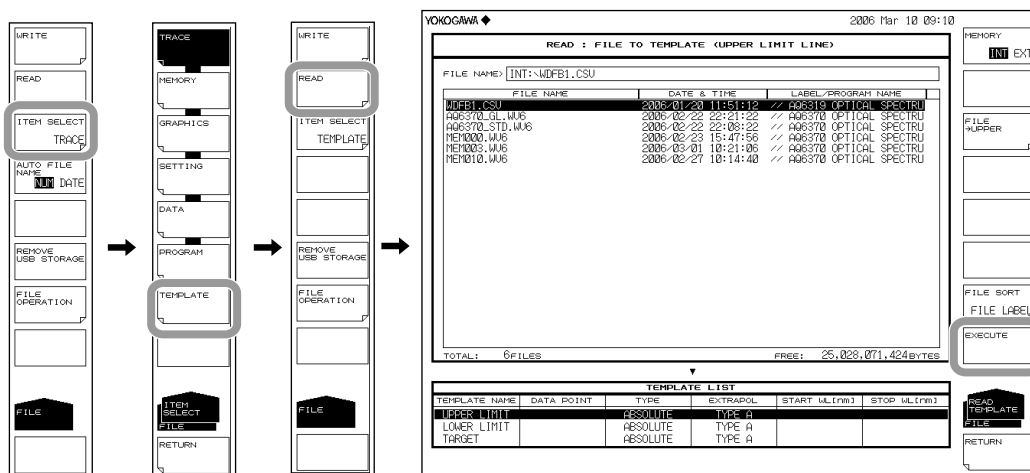 WRITE
READ
ITEM SELECT
TRACE
AUTO FILE
NAME
NUM DATE
REMOVE
USB STORAGE
FILE
OPERATION
FILE
TRACE
MEMORY
GRAPHICS
SETTING
DATA
PROGRAM
TEMPLATE
ITEM
SELECT
FILE
RETURN
WRITE
READ
ITEM SELECT
TEMPLATE
REMOVE
USB STORAGE
FILE
OPERATION
FILE
YOKOGAWA 2006 Mar 10 09:10
READ : FILE TO TEMPLATE (UPPER LIMIT LINE)
FILE NAME> INT:\WDFB1.CSV
FILE NAME DATE & TIME LABEL/PROGRAM NAME
WDFB1.CSV 2006/01/20 11:51:12 // AQ6319 OPTICAL SPECTRU
AQ6370_GL.WV6 2006/02/22 22:21:22 // AQ6370 OPTICAL SPECTRU
AQ6370_STD.WV6 2006/02/22 22:08:22 // AQ6370 OPTICAL SPECTRU
MEM000.WV6 2006/02/23 15:47:56 // AQ6370 OPTICAL SPECTRU
MEM003.WV6 2006/03/01 10:21:06 // AQ6370 OPTICAL SPECTRU
MEM010.WV6 2006/02/27 10:14:40 // AQ6370 OPTICAL SPECTRU
TOTAL: 6FILES FREE: 25,028,071,424BYTES
TEMPLATE LIST
TEMPLATE NAME DATA POINT TYPE EXTRAPOL START WL[nm] STOP WL[nm]
UPPER LIMIT ABSOLUTE TYPE A
LOWER LIMIT ABSOLUTE TYPE A
TARGET ABSOLUTE TYPE A
MEMORY
INT EXT
FILE
→UPPER
FILE SORT
FILE LABEL
EXECUTE
READ
TEMPLATE
FILE
RETURN